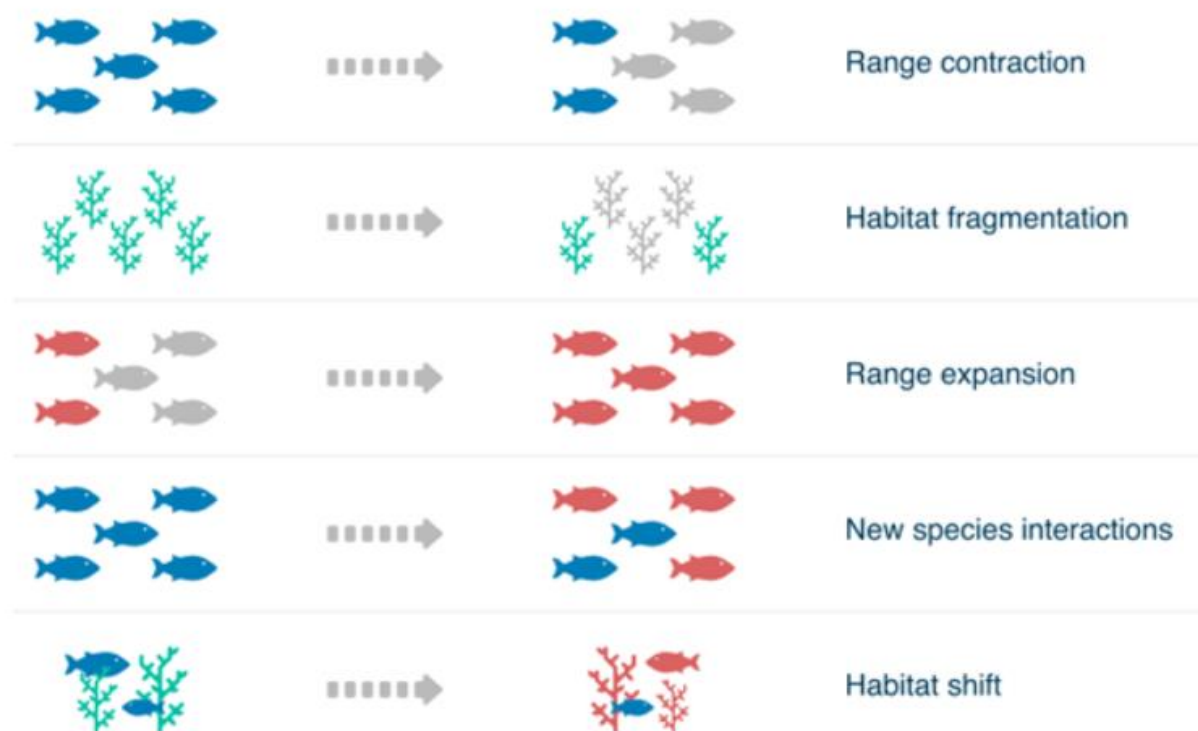 Range contraction
Habitat fragmentation
Range expansion
New species interactions
Habitat shift